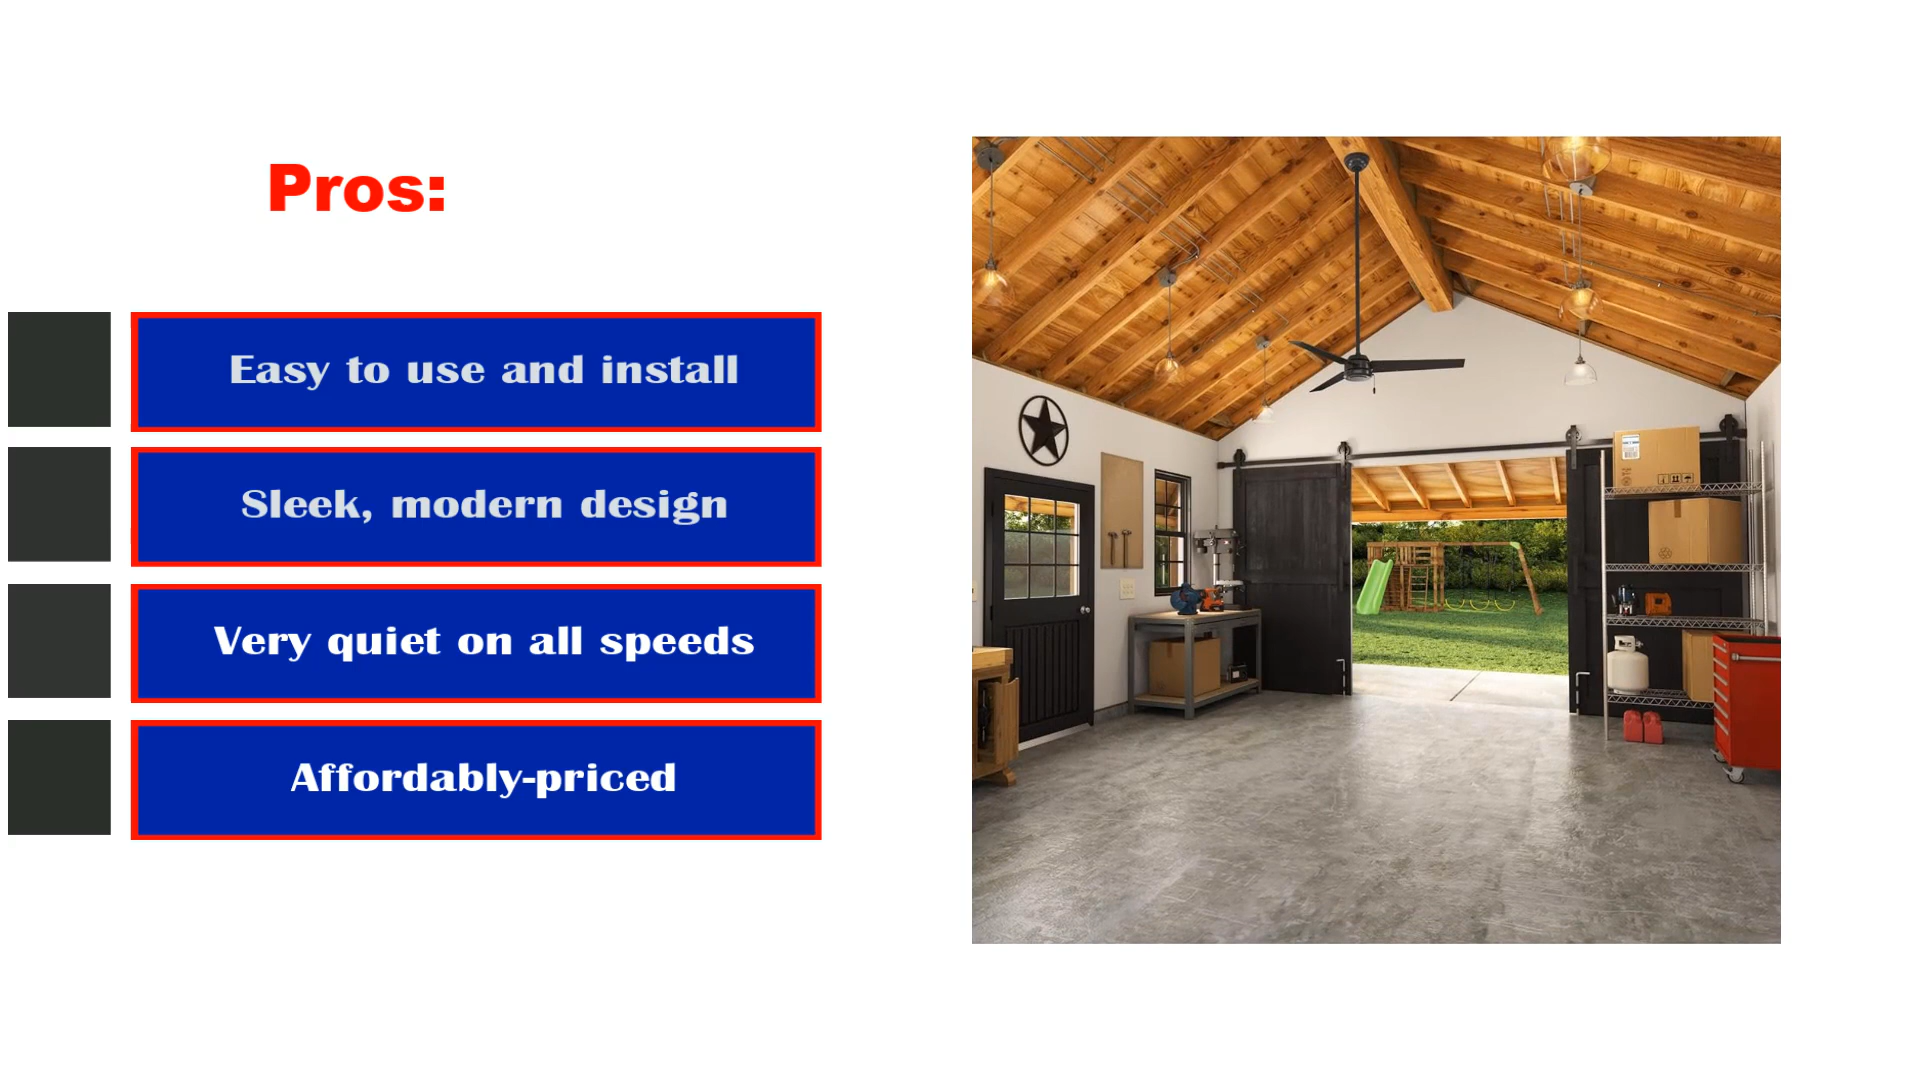 Pros:
Easy to use and install
Sleek, modern design
Very quiet on all speeds
Affordably-priced